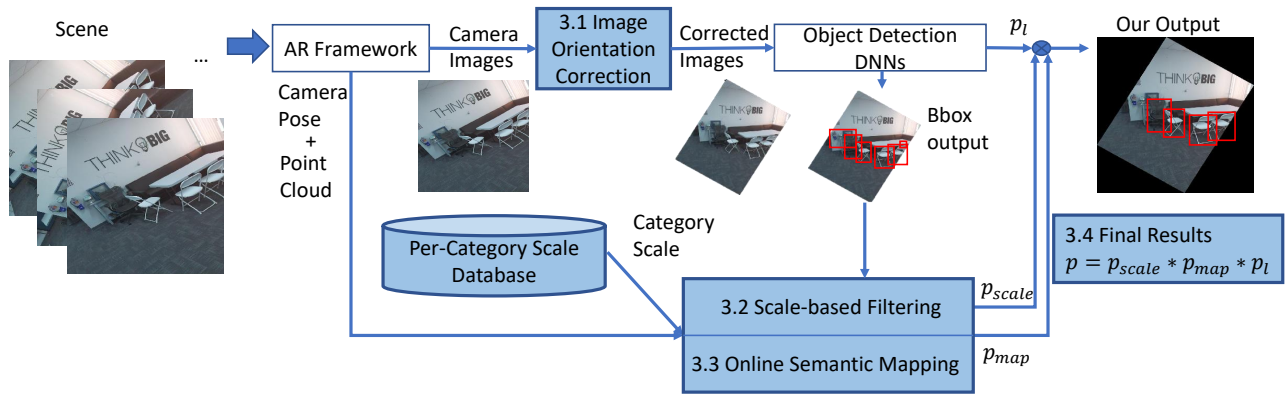 Scene
...
AR Framework
Camera
Images
3.1 Image
Orientation
Correction
Corrected
Images
Object Detection
DNNs
p_l
Our Output
Camera
Pose
+
Point
Cloud
THINK BIG
THINK BIG
THINK BIG
THINK BIG
THINK BIG
THINK BIG
Bbox
output
Per-Category Scale
Database
Category
Scale
3.2 Scale-based Filtering
3.3 Online Semantic Mapping
p_scale
p_map
3.4 Final Results
p = p_scale * p_map * p_l